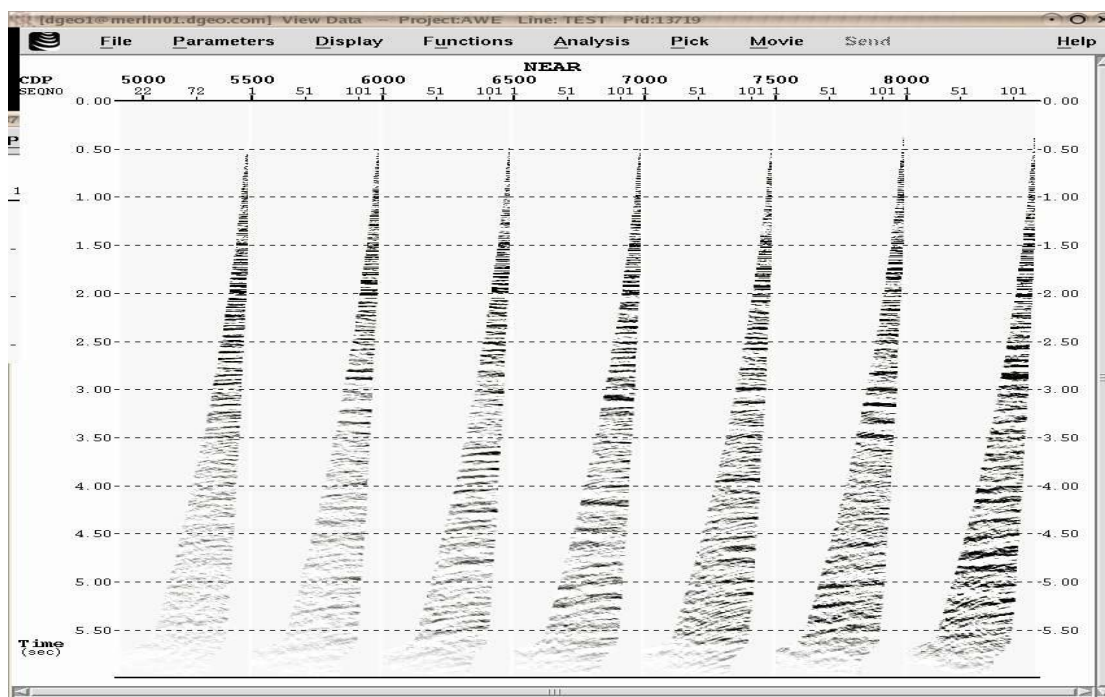 [dgeo1@merlin01.dgeo.com] View Data - Project:AWE Line: TEST Pid:13719
File Parameters Display Functions Analysis Pick Movie Send Help
NEAR
CDP 5000 5500 6000 6500 7000 7500 8000
SEQNO 22 72 1 51 101 1 51 101 1 51 101 1 51 101 1 51 101 1 51 101
0.00 0.00
0.50 0.50
1.00 1.00
1.50 1.50
2.00 2.00
2.50 2.50
3.00 3.00
3.50 3.50
4.00 4.00
4.50 4.50
5.00 5.00
5.50 5.50
Time
(sec)
P
1